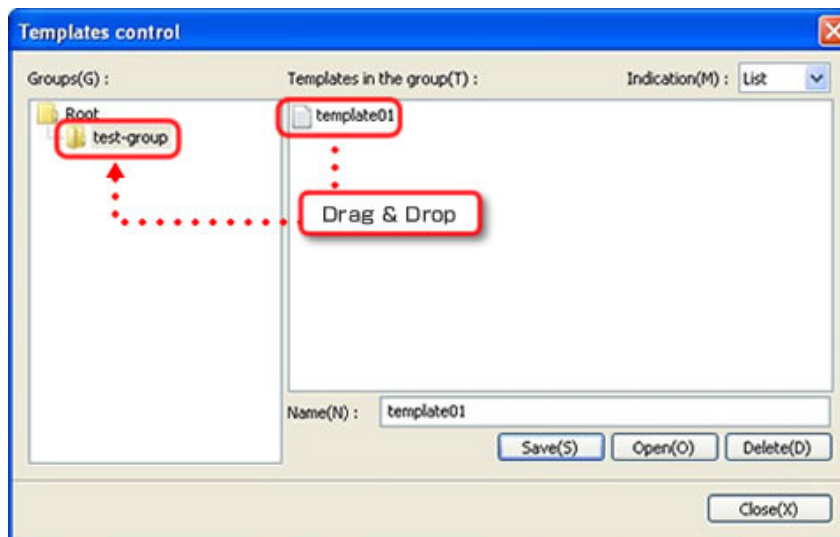 Templates control
Groups(G) :
Templates in the group(T) :
Indication(M) : List
Root
test-group
template01
Drag & Drop
Name(N) : template01
Save(S) Open(O) Delete(D)
Close(X)